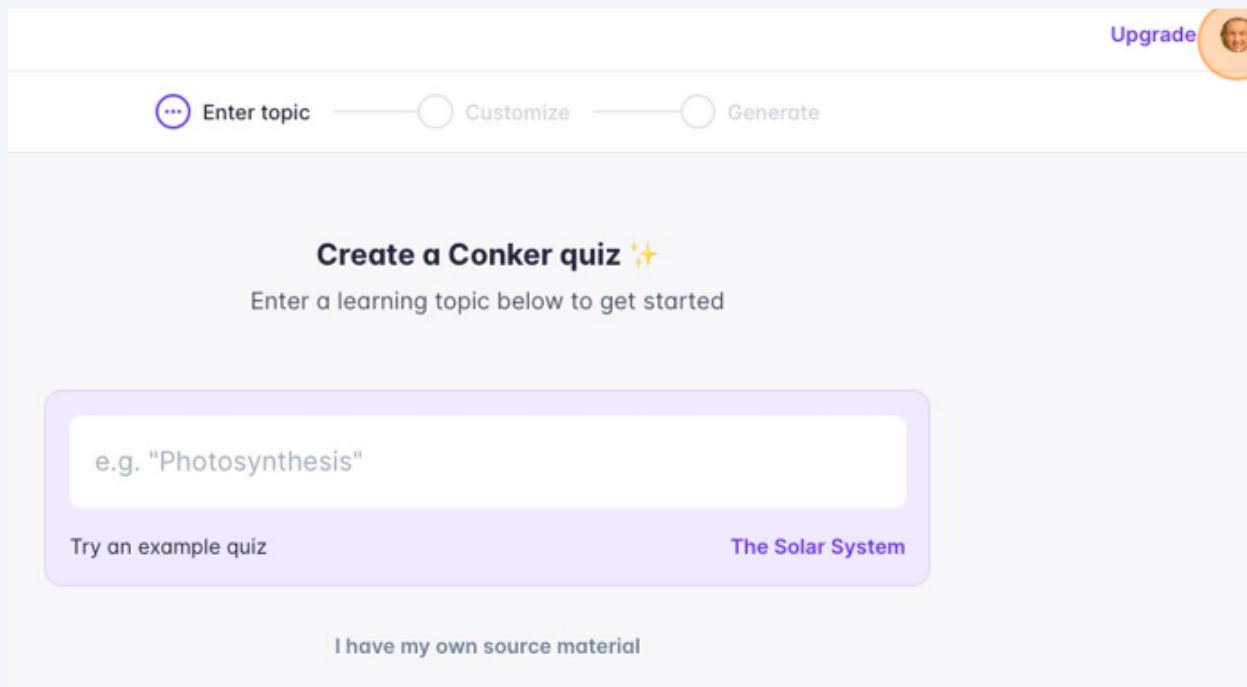 Upgrade
Enter topic Customize Generate
Create a Conker quiz ✨
Enter a learning topic below to get started
e.g. "Photosynthesis"
Try an example quiz The Solar System
I have my own source material